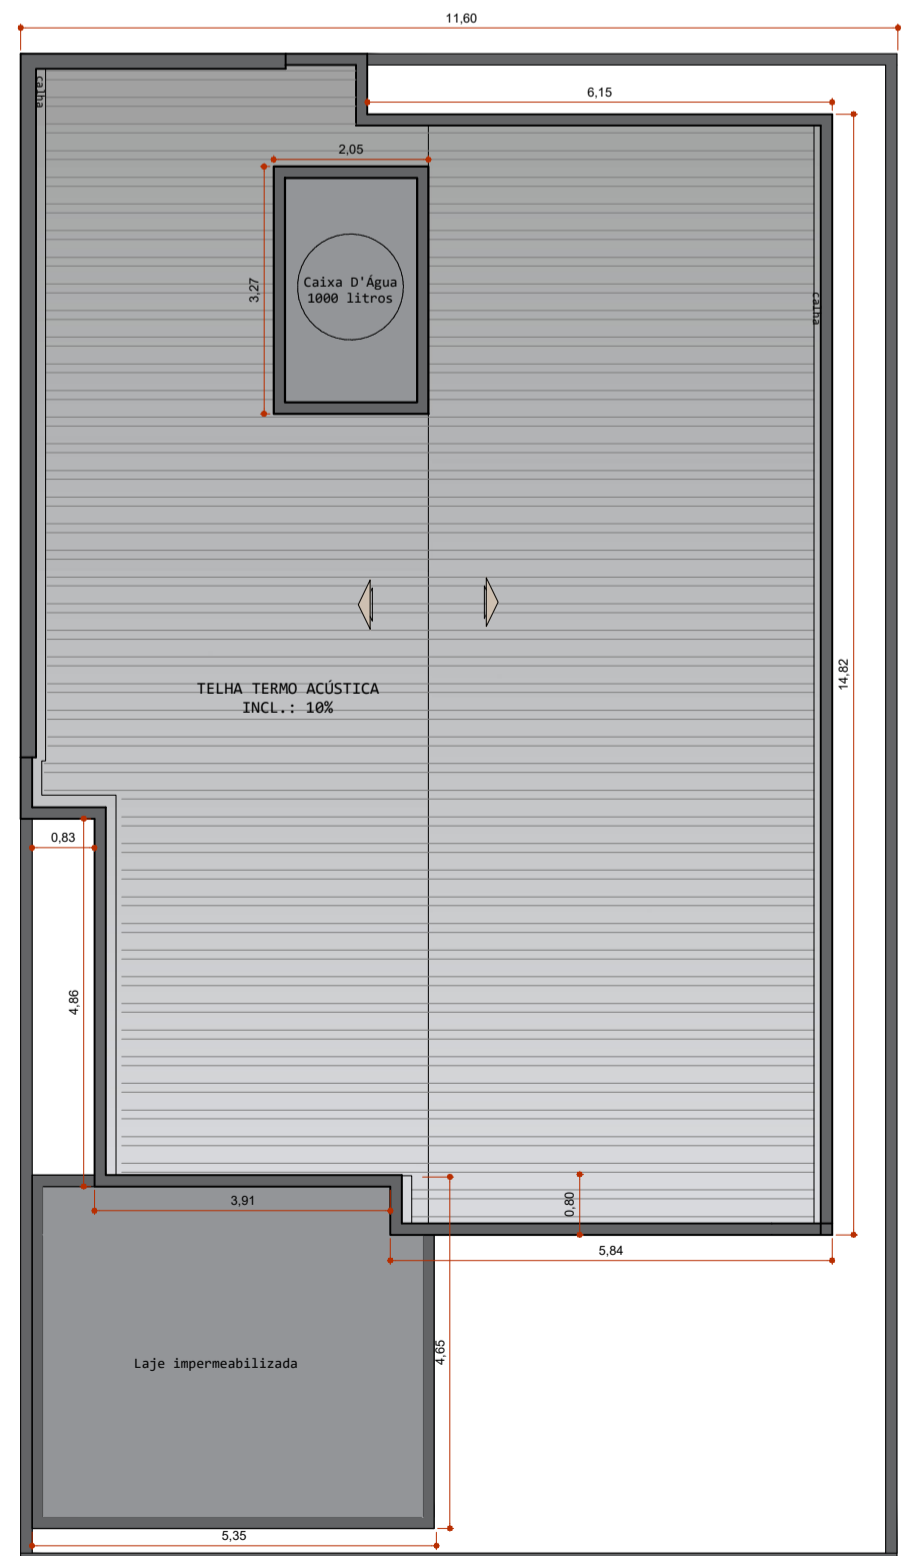 11,60
calha
6,15
2,05
3,27
Caixa D'Água
1000 litros
calha
14,82
TELHA TERMO ACÚSTICA
INCL.: 10%
0,83
4,86
3,91
0,80
5,84
4,65
Laje impermeabilizada
5,35